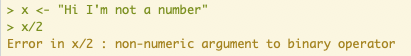 > x <- "Hi I'm not a number"
> x/2
Error in x/2 : non-numeric argument to binary operator